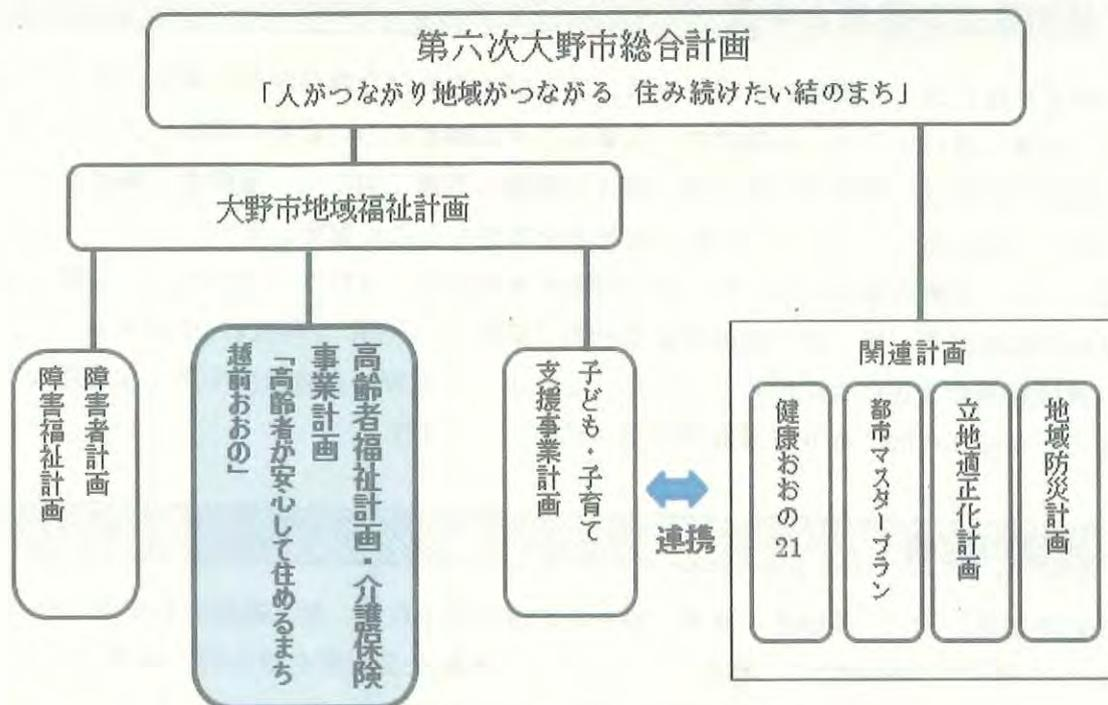 第六次大野市総合計画
「人がつながり地域がつながる 住み続けたい結のまち」
大野市地域福祉計画
障害者計画
障害福祉計画
高齢者福祉計画・介護保険
事業計画
「高齢者が安心して住めるまち
越前おおの」
子ども・子育て
支援事業計画
連携
関連計画
健康おおの21
都市マスタープラン
立地適正化計画
地域防災計画